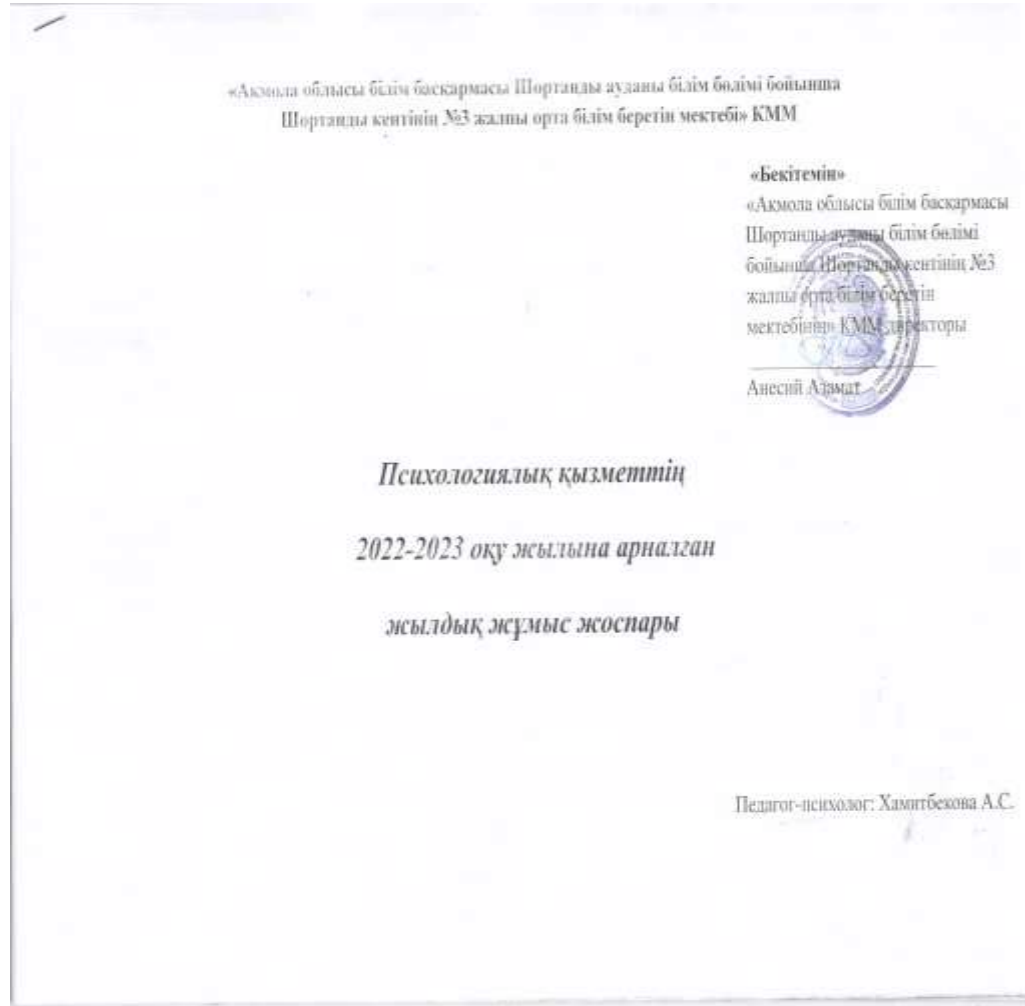 «Ақмола облысы білім басқармасы Шортанды ауданы білім бөлімі бойынша
Шортанды кентінің №3 жалпы орта білім беретін мектебі» КММ
«Бекітемін»
«Ақмола облысы білім басқармасы
Шортанды ауданы білім бөлімі
бойынша Шортанды кентінің №3
жалпы орта білім беретін
мектебінің» КММ директоры
Анесий Азамат
Психологиялық қызметтің
2022-2023 оқу жылына арналған
жылдық жұмыс жоспары
Педагог-психолог: Хамитбекова А.С.